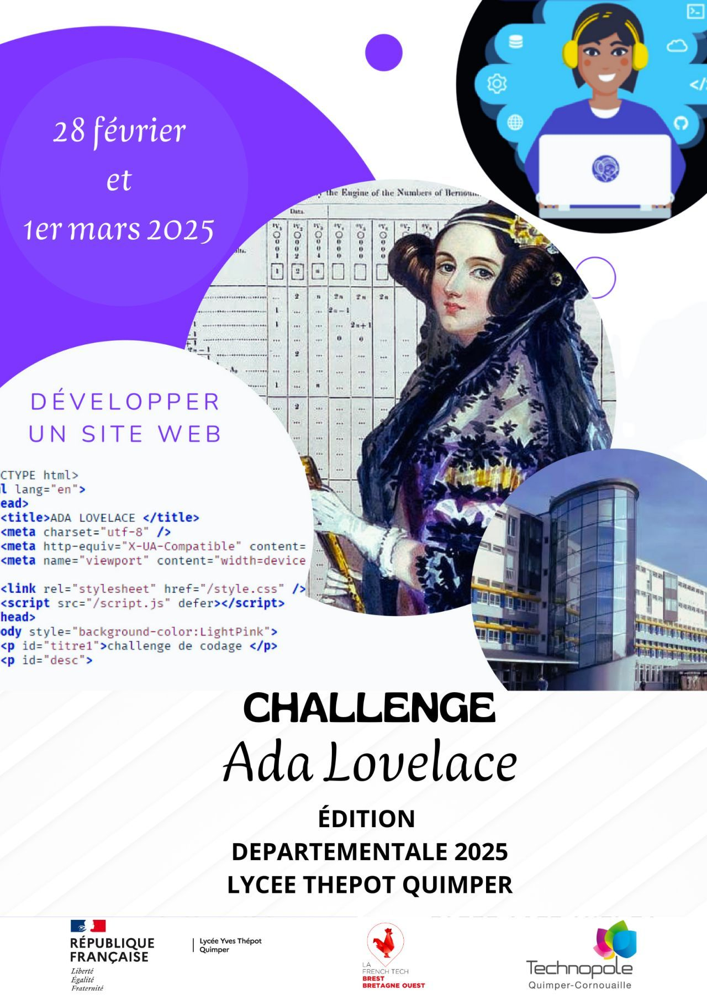 28 février
et
1er mars 2025
the Engine of the Numbers of
Data.
DÉVELOPPER
UN SITE WEB
CTYPE html>
l lang="en">
ead>
<title>ADA LOVELACE </title>
<meta charset="utf-8" />
<meta http-equiv="X-UA-Compatible" content=
<meta name="viewport" content="width=device
<link rel="stylesheet" href="/style.css" />
<script src="/script.js" defer></script>
head>
ody style="background-color:LightPink">
<p id="titre1">challenge de codage </p>
<p id="desc">
CHALLENGE
Ada Lovelace
ÉDITION
DEPARTEMENTALE 2025
LYCEE THEPOT QUIMPER
RÉPUBLIQUE
FRANÇAISE
Liberté
Égalité
Fraternité
Lycée Yves Thépot
Quimper
LA
FRENCH TECH
BREST
BRETAGNE OUEST
Technopole
Quimper-Cornouaille